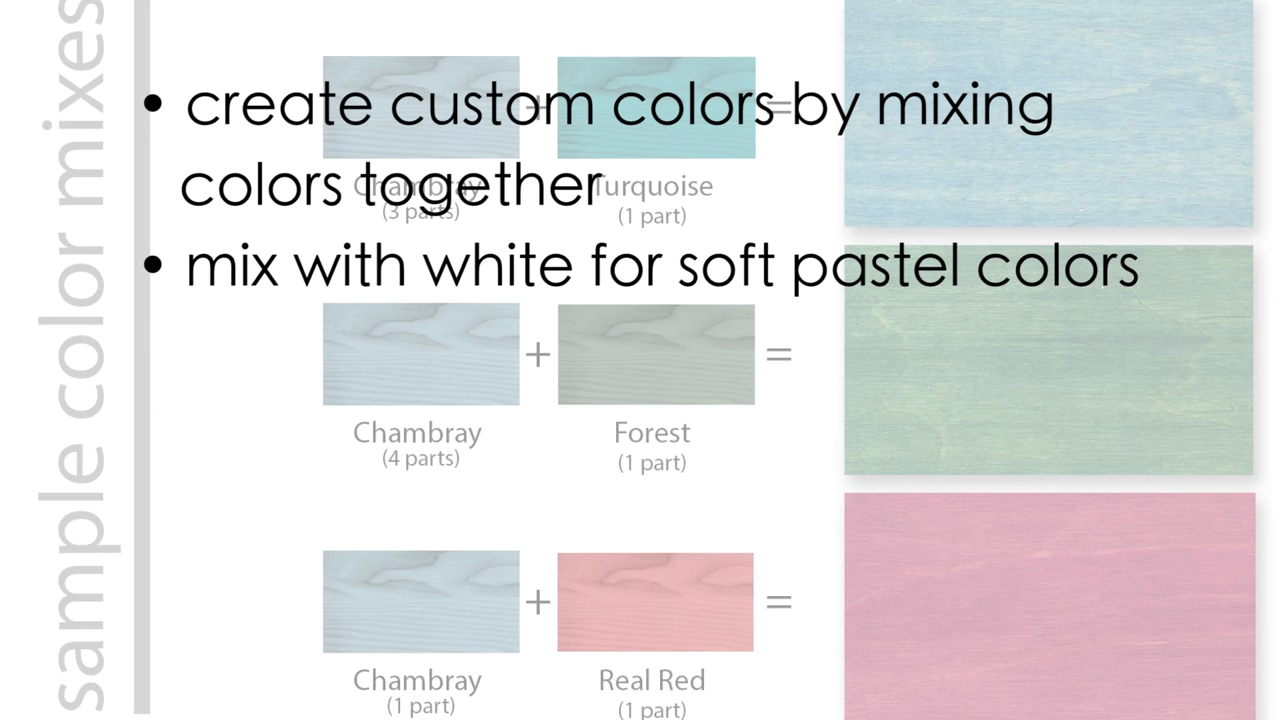 sample color mixes
• create custom colors by mixing
colors together
• mix with white for soft pastel colors
+ =
Chambray Turquoise
(3 parts) (1 part)
+ =
Chambray Forest
(4 parts) (1 part)
+ =
Chambray Real Red
(1 part) (1 part)